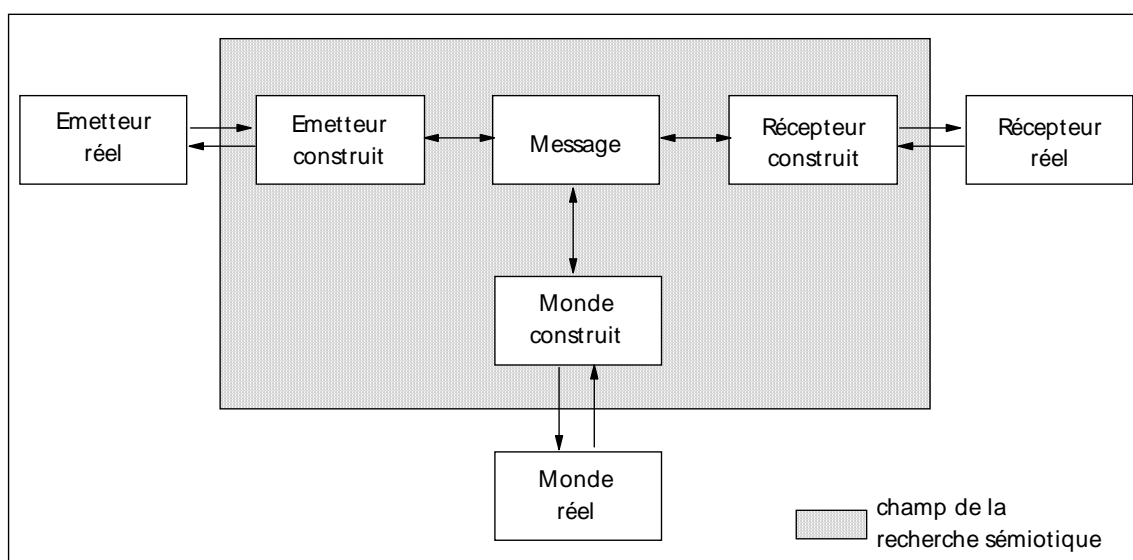 Emetteur
réel
Emetteur
construit
Message
Récepteur
construit
Récepteur
réel
Monde
construit
Monde
réel
champ de la
recherche sémiotique